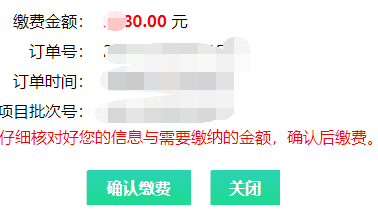 缴费金额： 30.00 元
订单号：
订单时间：
项目批次号：
仔细核对好您的信息与需要缴纳的金额，确认后缴费。
确认缴费 关闭